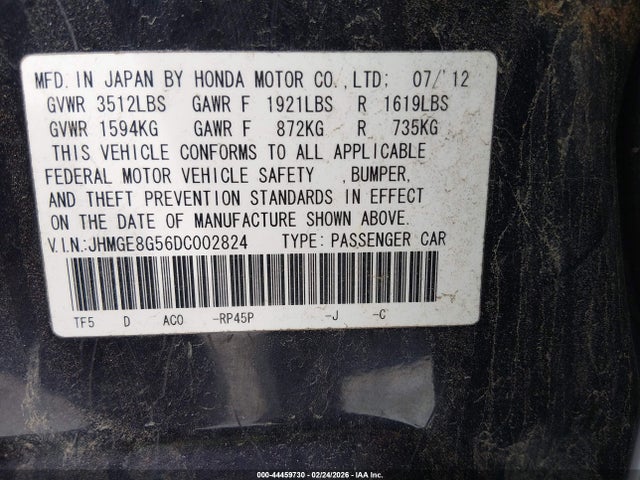 MFD. IN JAPAN BY HONDA MOTOR CO.,LTD; 07/'12
GVWR 3512LBS GAWR F 1921LBS R 1619LBS
GVWR 1594KG GAWR F 872KG R 735KG
THIS VEHICLE CONFORMS TO ALL APPLICABLE
FEDERAL MOTOR VEHICLE SAFETY ,BUMPER,
AND THEFT PREVENTION STANDARDS IN EFFECT
ON THE DATE OF MANUFACTURE SHOWN ABOVE.
V.I.N.:JHMGE8G56DC002824 TYPE: PASSENGER CAR
TF5 D AC0 -RP45P -J -C
000-44459730 - 02/24/2026 - IAA Inc.